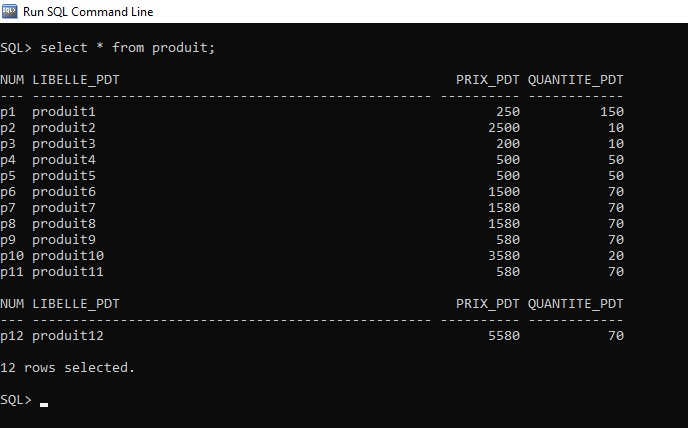 Run SQL Command Line
SQL> select * from produit;
NUM LIBELLE_PDT PRIX_PDT QUANTITE_PDT
--- -------------------------------------------------- ---------- ------------
p1 produit1 250 150
p2 produit2 2500 10
p3 produit3 200 10
p4 produit4 500 50
p5 produit5 500 50
p6 produit6 1500 70
p7 produit7 1580 70
p8 produit8 1580 70
p9 produit9 580 70
p10 produit10 3580 20
p11 produit11 580 70
NUM LIBELLE_PDT PRIX_PDT QUANTITE_PDT
--- -------------------------------------------------- ---------- ------------
p12 produit12 5580 70
12 rows selected.
SQL>